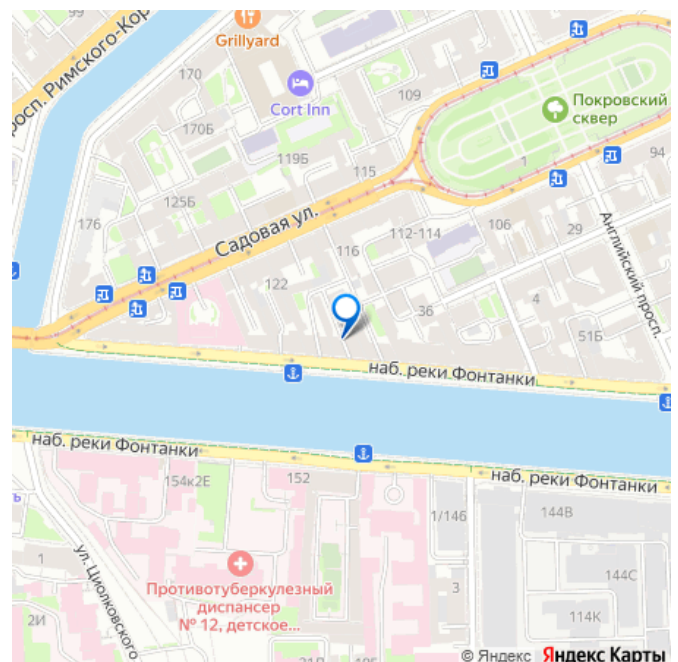 99
Grillyard
просп. Римского-Кор
170
Cort Inn
109
Покровский
сквер
170Б
119Б
115
1
94
125Б
176
Садовая ул.
112-114
106
29
Английский просп.
116
122
36
4
51Б
наб. реки Фонтанки
наб. реки Фонтанки
наб. реки Фонтанки
154к2Е
152
144В
1/146
ул. Циолковского
1
Противотуберкулезный
диспансер
№ 12, детское...
3
144С
2И
114К
© Яндекс Яндекс Карты